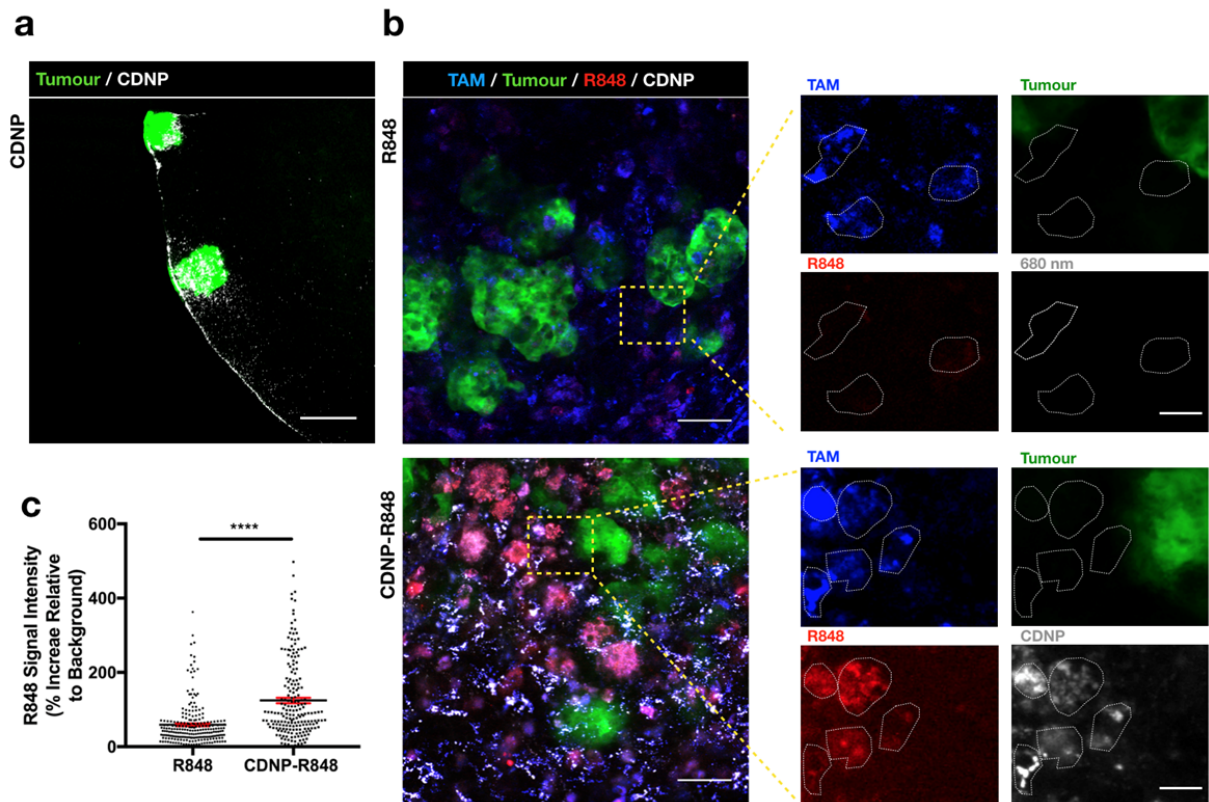 a
b
Tumour / CDNP
CDNP
TAM / Tumour / R848 / CDNP
R848
TAM
Tumour
R848
680 nm
CDNP-R848
TAM
Tumour
R848
CDNP
c
R848 Signal Intensity
(% Increae Relative
to Background)
600
400
200
0
****
R848
CDNP-R848